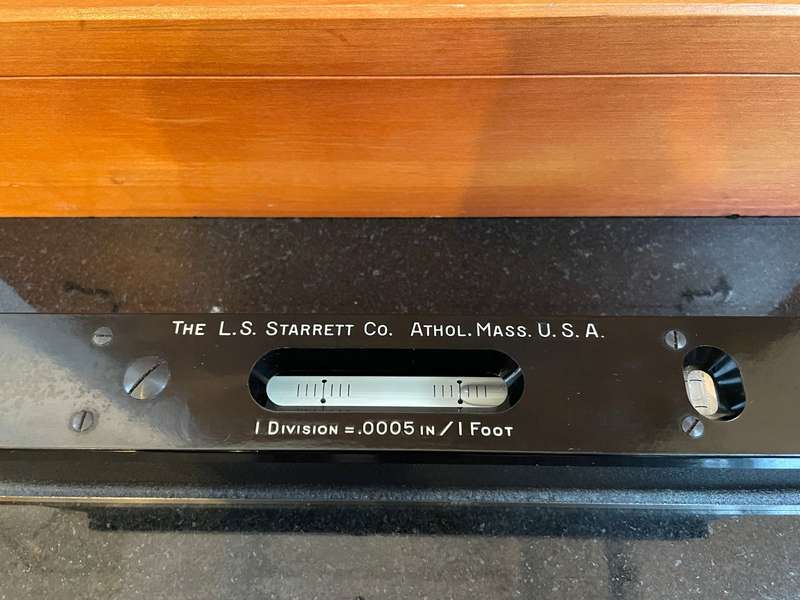 THE L.S. STARRETT CO. ATHOL. MASS. U.S.A.
1 DIVISION = .0005 IN / 1 FOOT